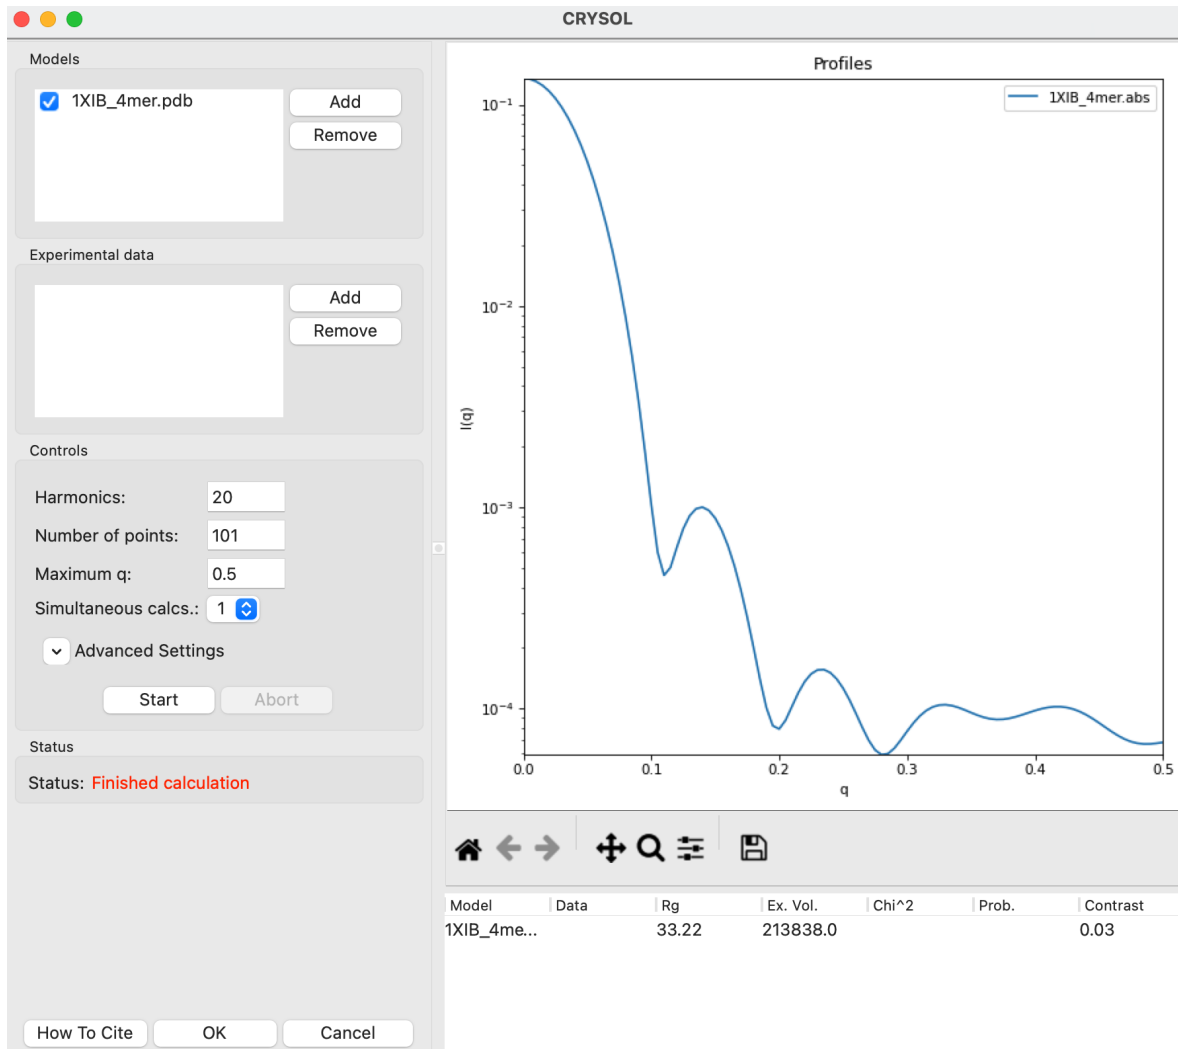 CRYSOL
Models
1XIB_4mer.pdb
Add
Remove
Experimental data
Add
Remove
Controls
Harmonics: 20
Number of points: 101
Maximum q: 0.5
Simultaneous calcs.: 1
Advanced Settings
Start Abort
Status
Status: Finished calculation
How To Cite OK Cancel
Profiles
1XIB_4mer.abs
10⁻¹
10⁻²
10⁻³
10⁻⁴
I(q)
0.0 0.1 0.2 0.3 0.4 0.5
q
Model Data Rg Ex. Vol. Chi^2 Prob. Contrast
1XIB_4me... 33.22 213838.0 0.03